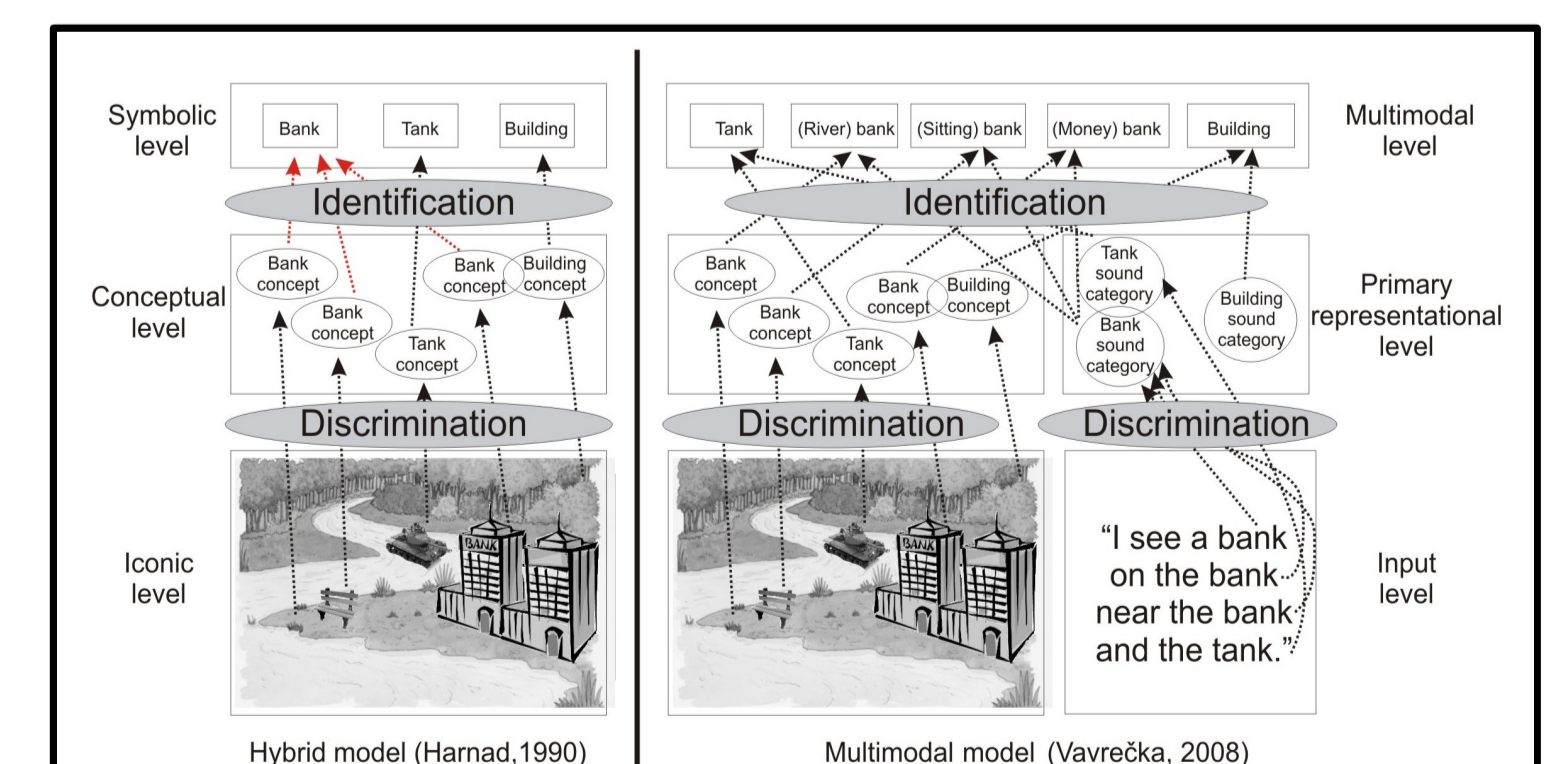 Symbolic
level
Bank
Tank
Building
Identification
Conceptual
level
Bank
concept
Bank
concept
Tank
concept
Bank
concept
Building
concept
Discrimination
Iconic
level
BANK
Hybrid model (Harnad,1990)
Tank
(River) bank
(Sitting) bank
(Money) bank
Building
Multimodal
level
Identification
Bank
concept
Bank
concept
Tank
concept
Bank
concept
Building
concept
Tank
sound
category
Bank
sound
category
Building
sound
category
Primary
representational
level
Discrimination
Discrimination
BANK
“I see a bank
on the bank
near the bank
and the tank.”
Input
level
Multimodal model (Vavrečka, 2008)